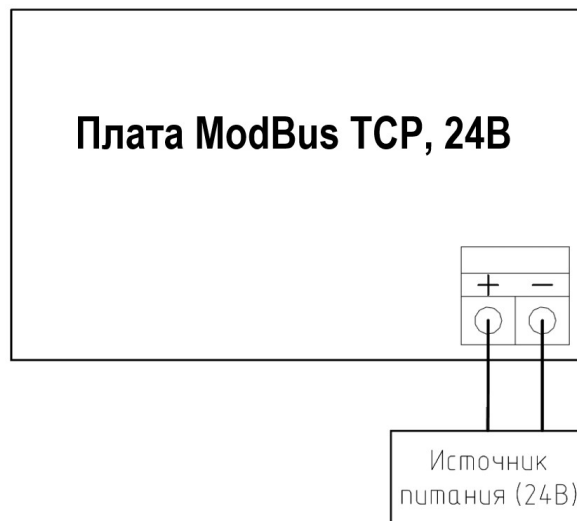 Плата ModBus TCP, 24В
+ −
Источник
питания (24В)